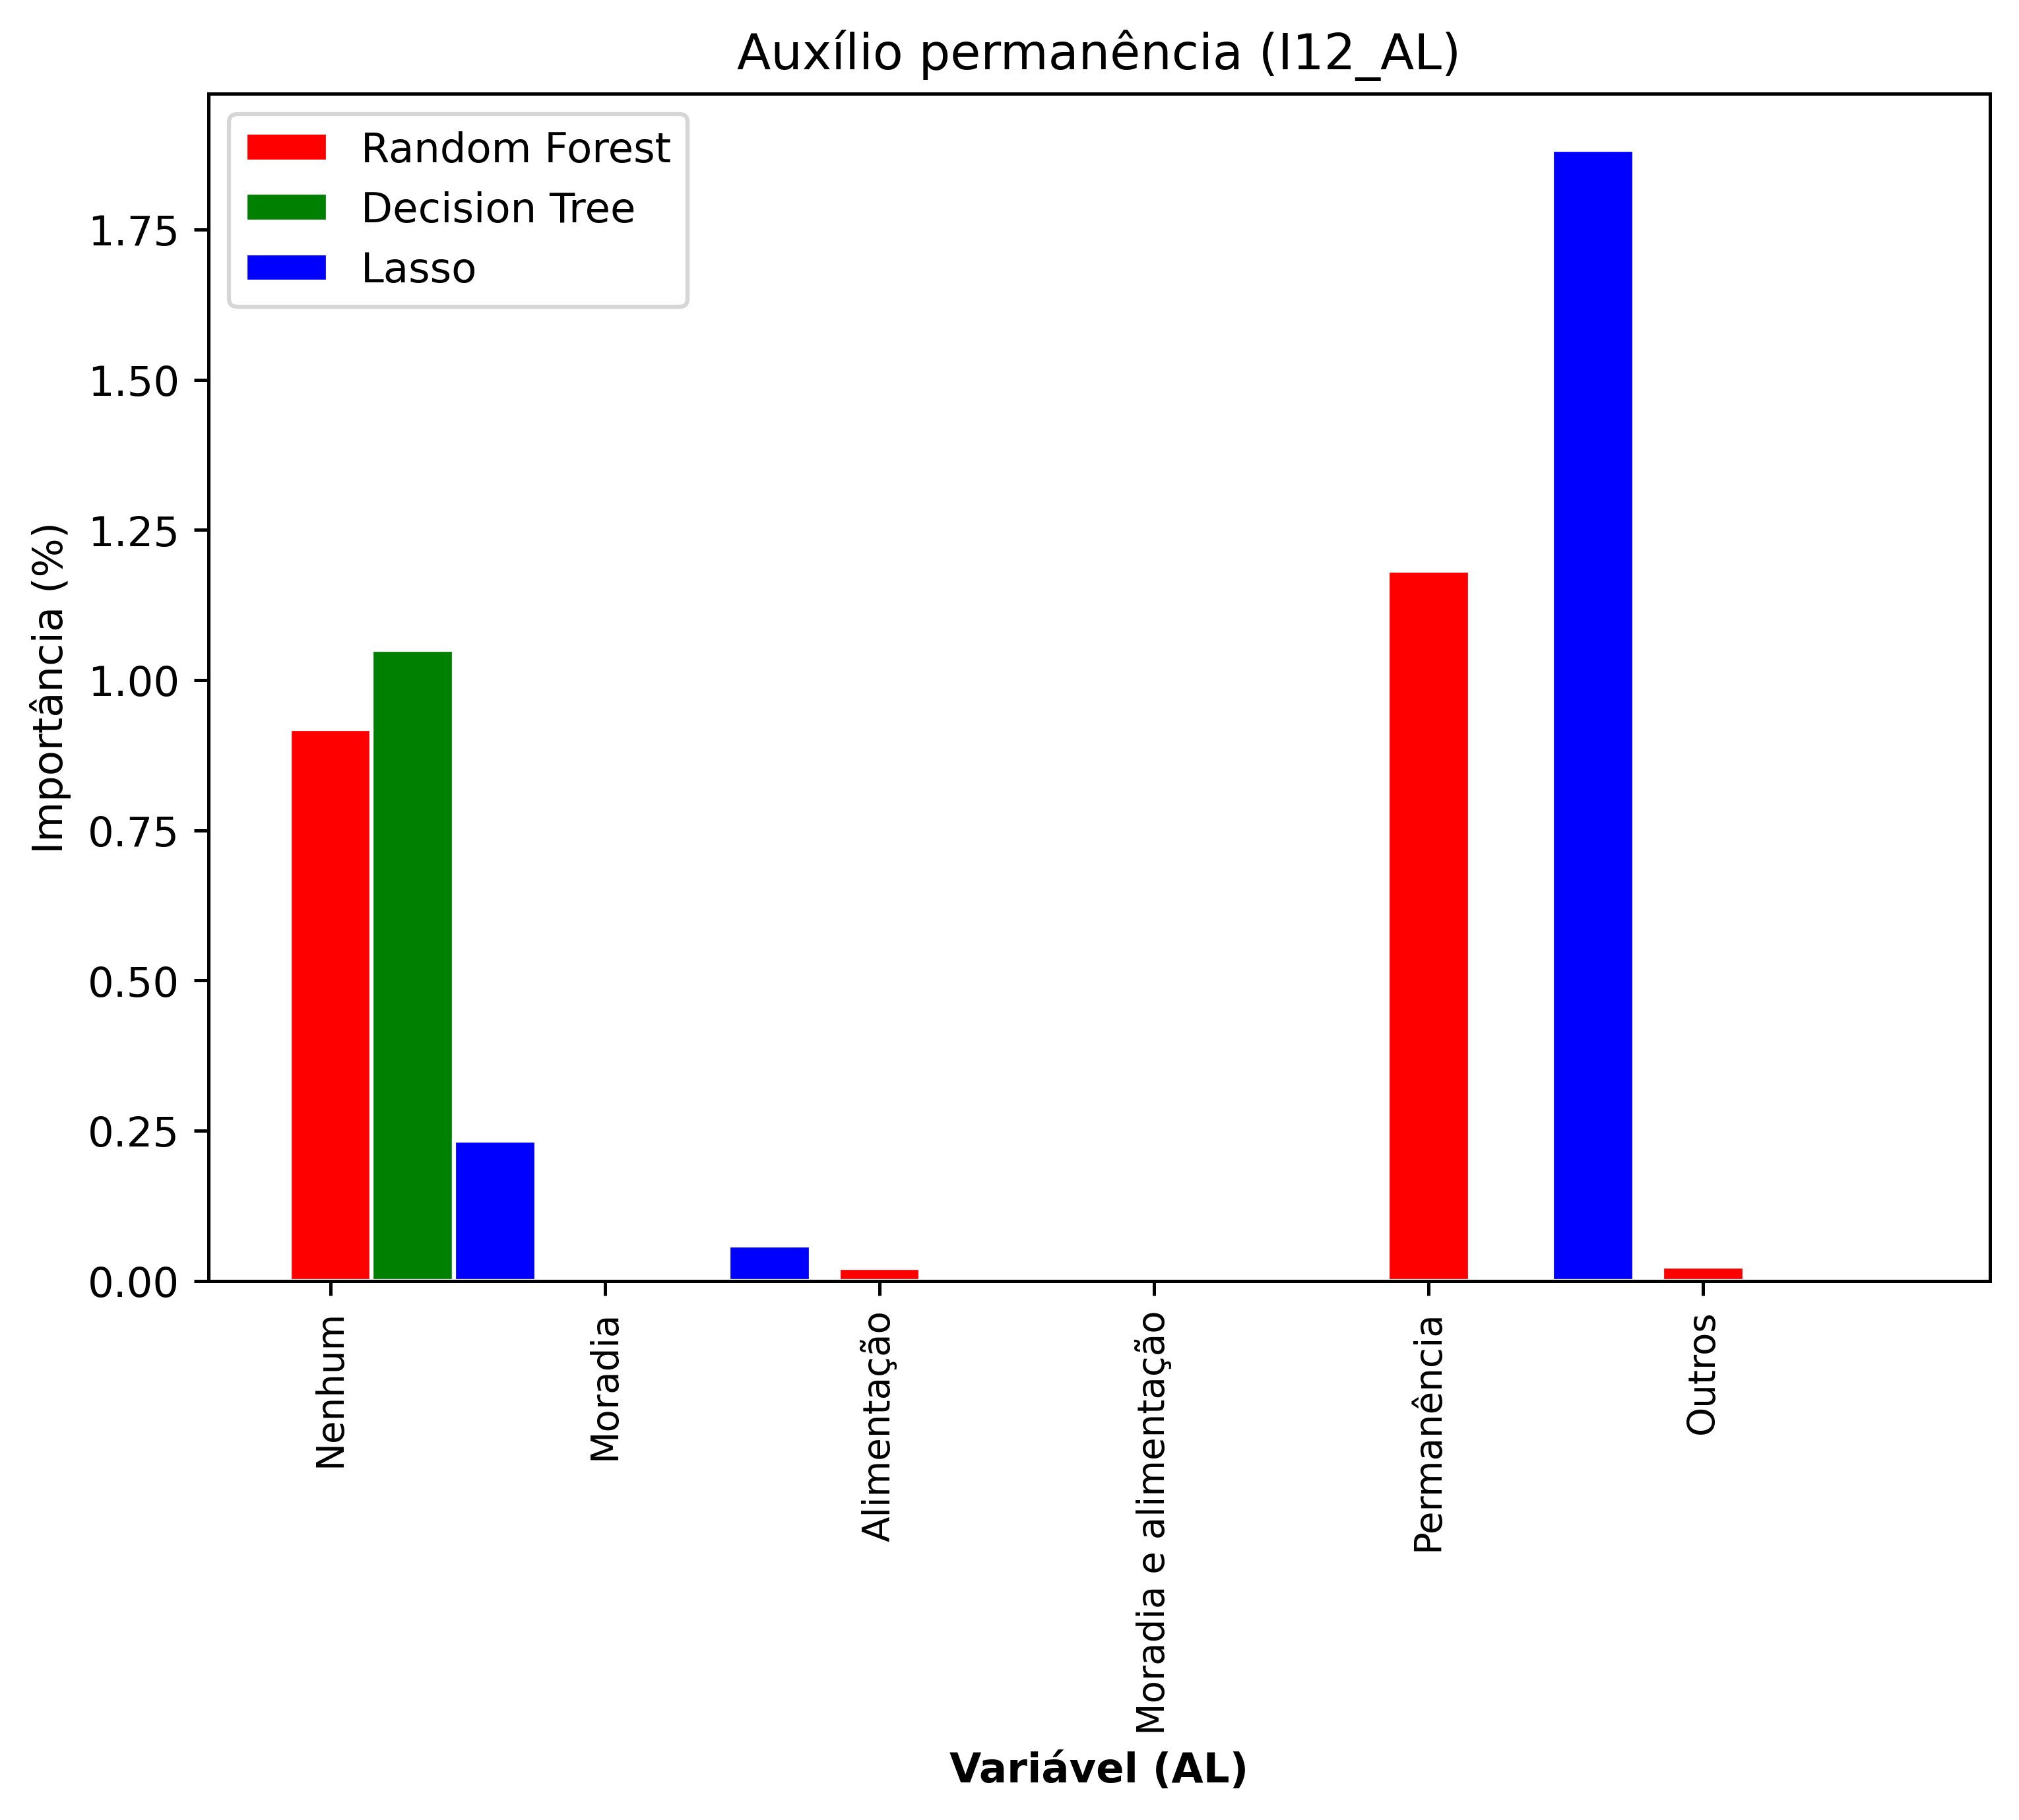 Auxílio permanência (I12_AL)
Random Forest
Decision Tree
Lasso
Importância (%)
1.75
1.50
1.25
1.00
0.75
0.50
0.25
0.00
Nenhum
Moradia
Alimentação
Moradia e alimentação
Permanência
Outros
Variável (AL)